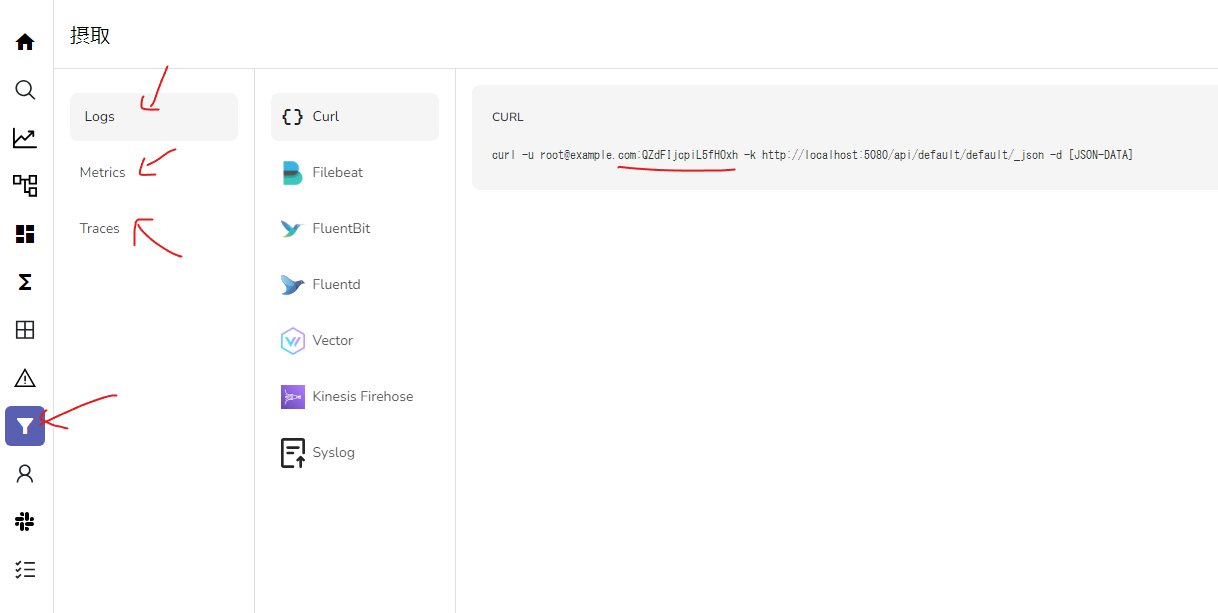 摂取
Logs
Metrics
Traces
Curl
Filebeat
FluentBit
Fluentd
Vector
Kinesis Firehose
Syslog
CURL
curl -u root@example.com:QZdFIjcpiL5fHOxh -k http://localhost:5080/api/default/default/_json -d [JSON-DATA]